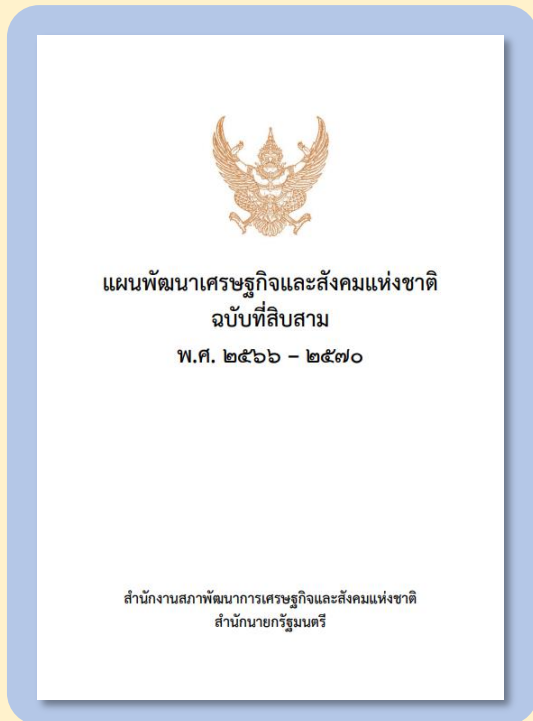 แผนพัฒนาเศรษฐกิจและสังคมแห่งชาติ
ฉบับที่สิบสาม
พ.ศ. ๒๕๖๖ – ๒๕๗๐
สำนักงานสภาพัฒนาการเศรษฐกิจและสังคมแห่งชาติ
สำนักนายกรัฐมนตรี